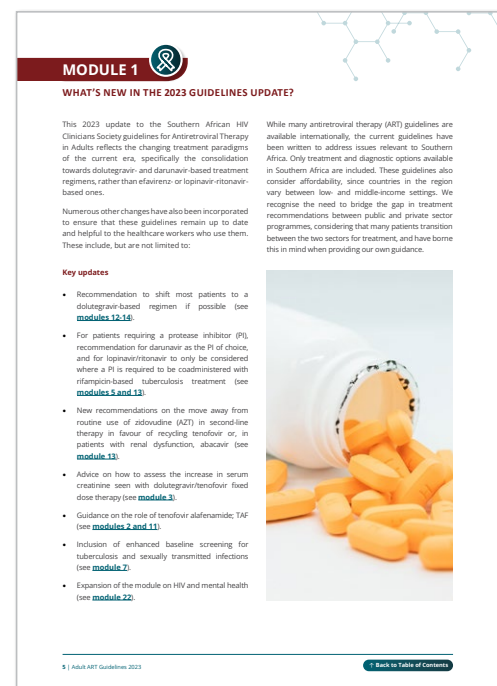 MODULE 1
WHAT'S NEW IN THE 2023 GUIDELINES UPDATE?
This 2023 update to the Southern African HIV
Clinicians Society guidelines for Antiretroviral Therapy
in Adults reflects the changing treatment paradigms
of the current era, specifically the consolidation
towards dolutegravir- and darunavir-based treatment
regimens, rather than efavirenz- or lopinavir-ritonavir-
based ones.
Numerous other changes have also been incorporated
to ensure that these guidelines remain up to date
and helpful to the healthcare workers who use them.
These include, but are not limited to:
Key updates
• Recommendation to shift most patients to a
dolutegravir-based regimen if possible (see
modules 12-14).
• For patients requiring a protease inhibitor (PI),
recommendation for darunavir as the PI of choice,
and for lopinavir/ritonavir to only be considered
where a PI is required to be coadministered with
rifampicin-based tuberculosis treatment (see
modules 5 and 13).
• New recommendations on the move away from
routine use of zidovudine (AZT) in second-line
therapy in favour of recycling tenofovir or, in
patients with renal dysfunction, abacavir (see
module 13).
• Advice on how to assess the increase in serum
creatinine seen with dolutegravir/tenofovir fixed
dose therapy (see module 3).
• Guidance on the role of tenofovir alafenamide; TAF
(see modules 2 and 11).
• Inclusion of enhanced baseline screening for
tuberculosis and sexually transmitted infections
(see module 7).
• Expansion of the module on HIV and mental health
(see module 22).
While many antiretroviral therapy (ART) guidelines are
available internationally, the current guidelines have
been written to address issues relevant to Southern
Africa. Only treatment and diagnostic options available
in Southern Africa are included. These guidelines also
consider affordability, since countries in the region
vary between low- and middle-income settings. We
recognise the need to bridge the gap in treatment
recommendations between public and private sector
programmes, considering that many patients transition
between the two sectors for treatment, and have borne
this in mind when providing our own guidance.
5 | Adult ART Guidelines 2023
↑ Back to Table of Contents